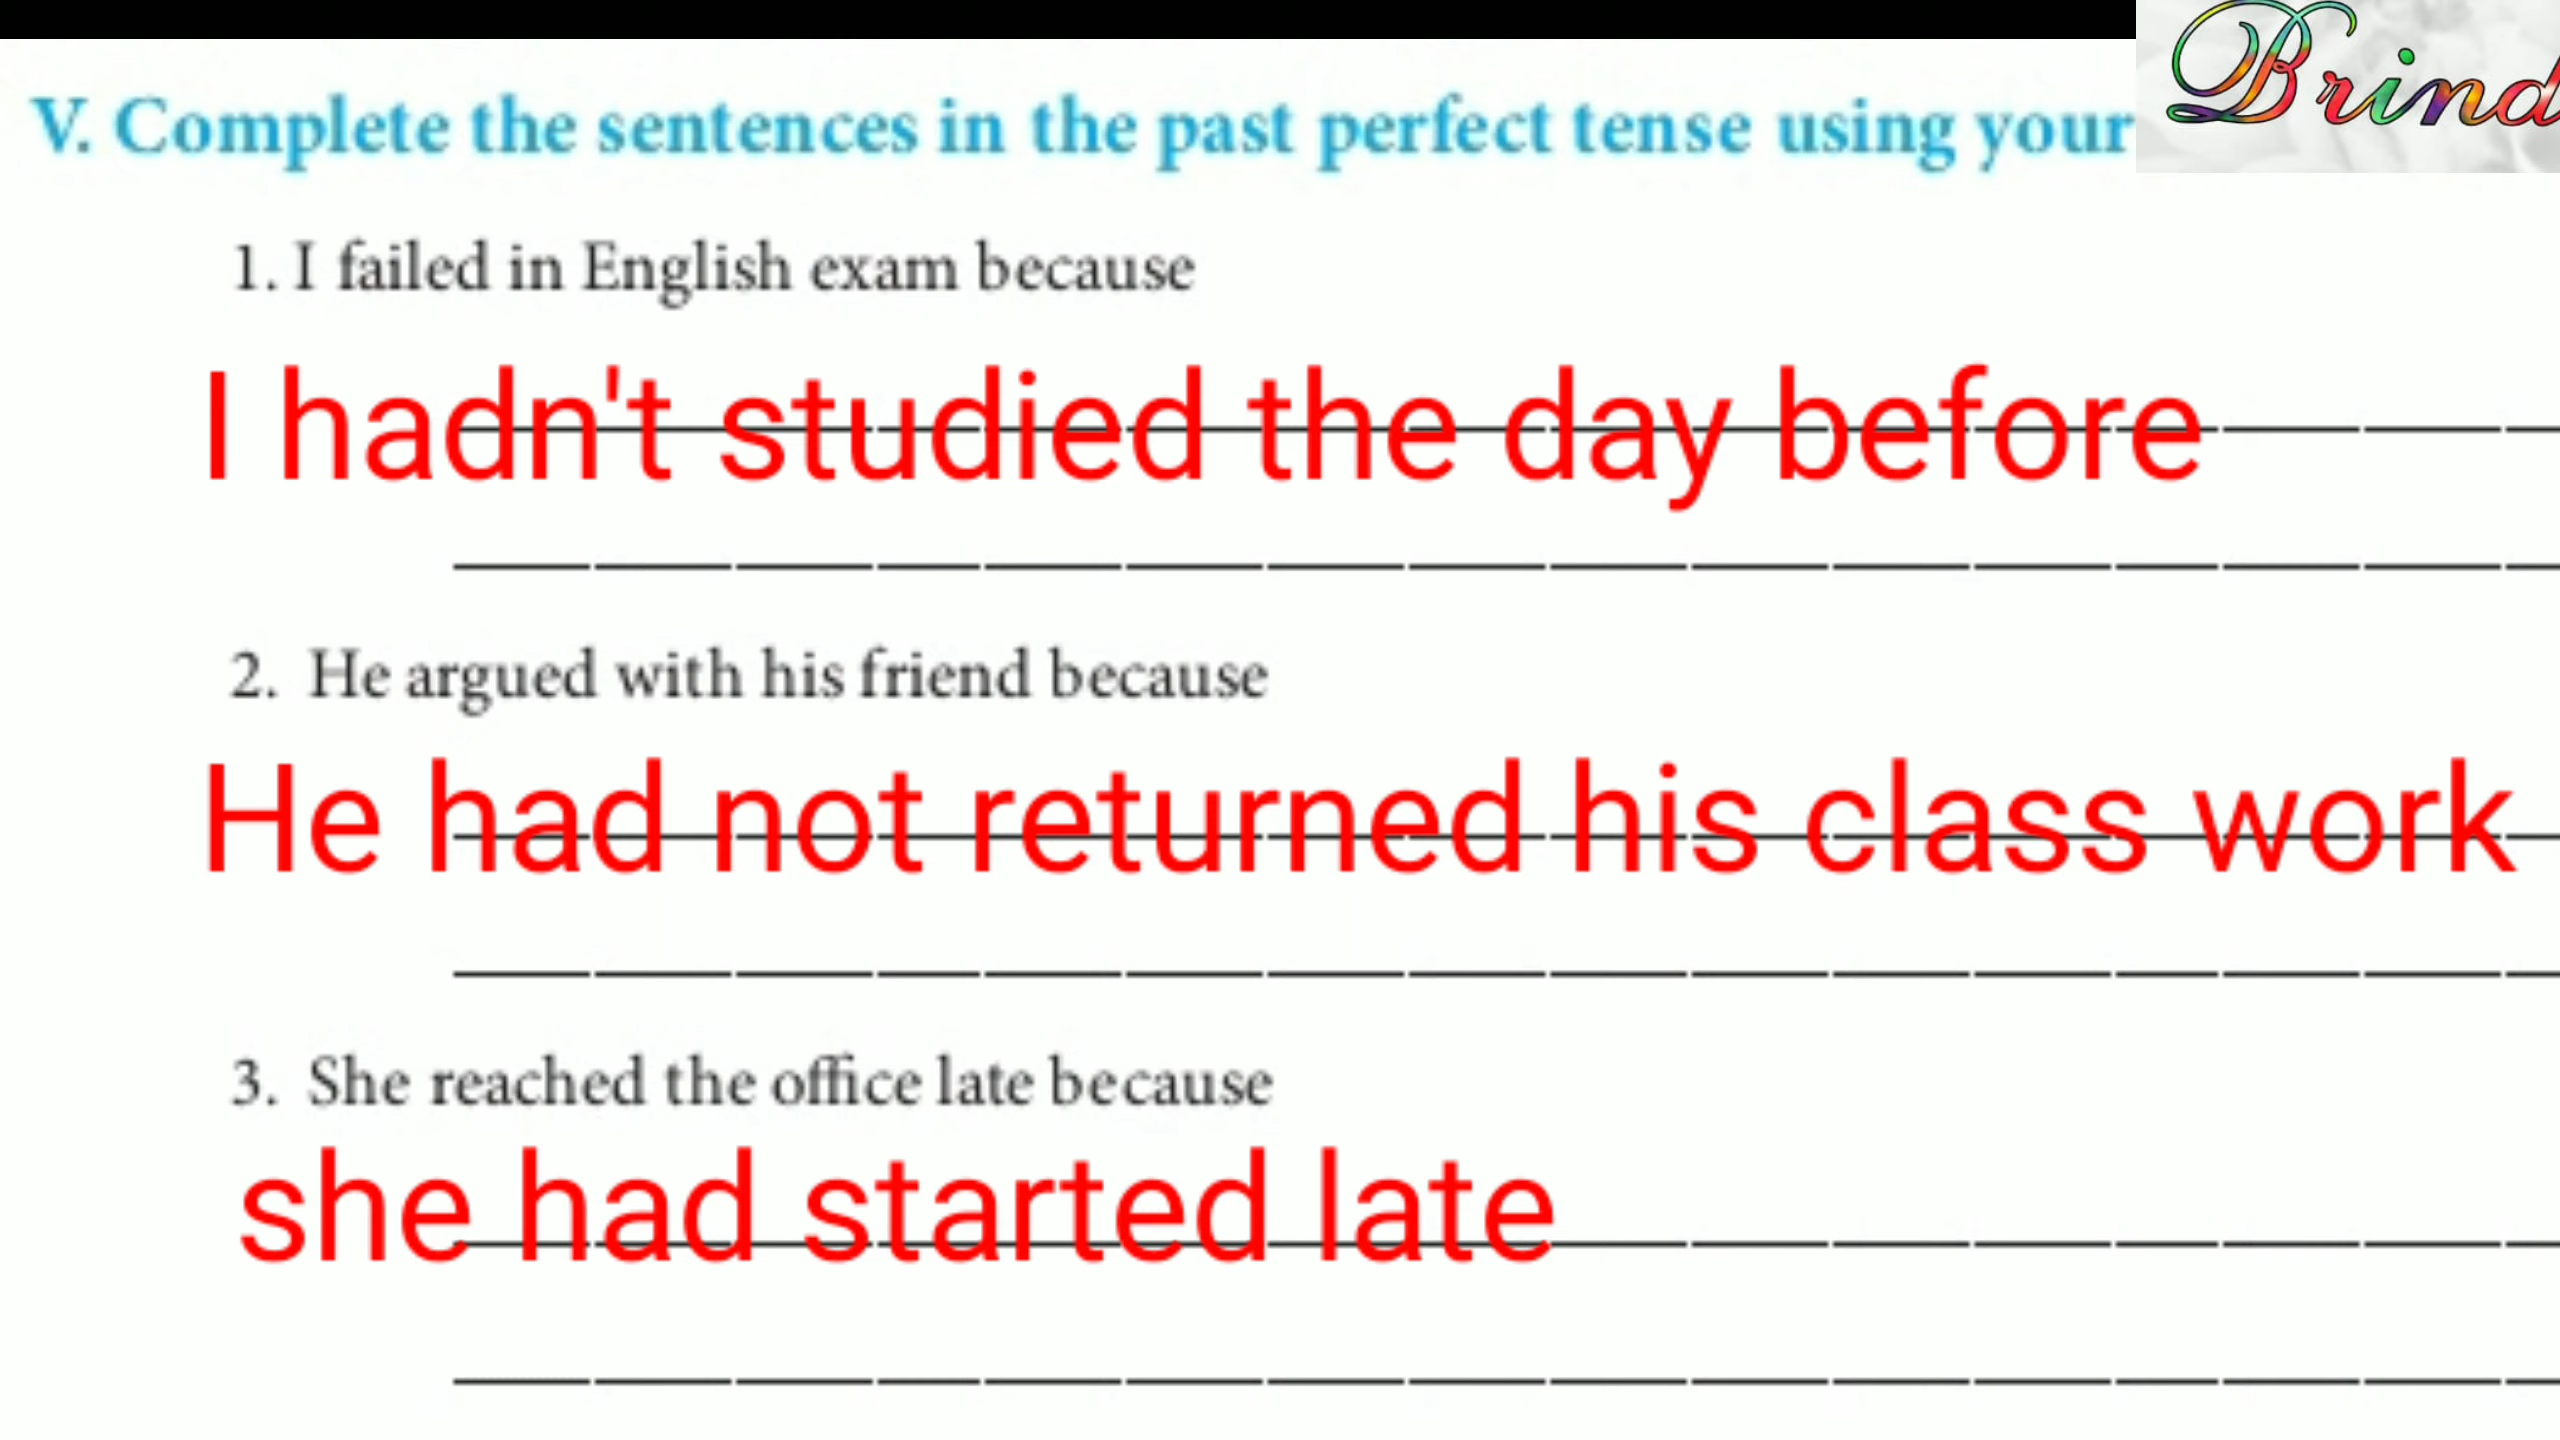 Brind
V. Complete the sentences in the past perfect tense using your
1. I failed in English exam because
I hadn't studied the day before
2. He argued with his friend because
He had not returned his class work
3. She reached the office late because
she had started late